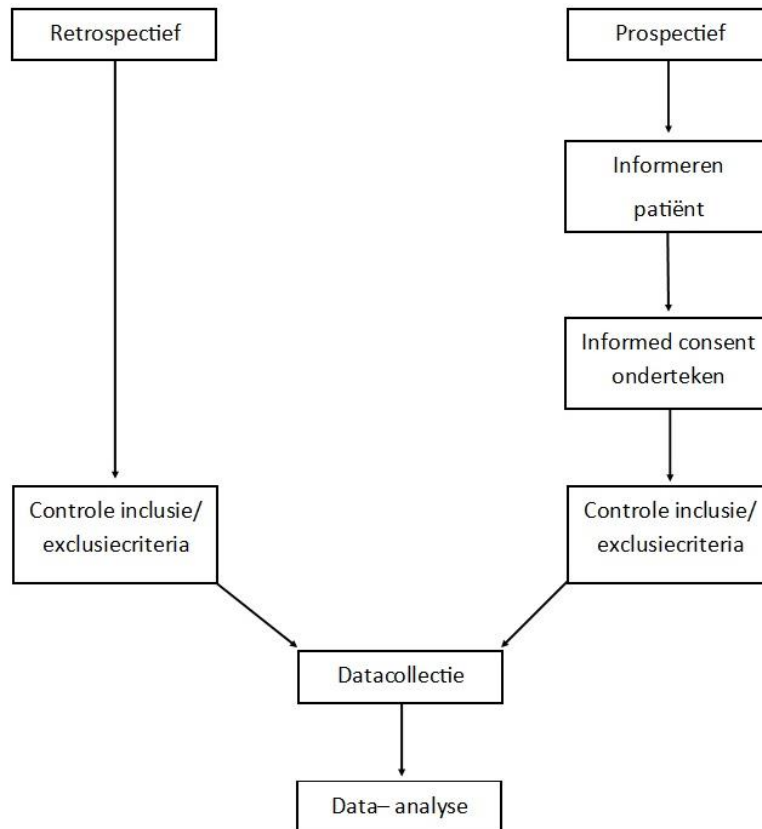 Retrospectief
Prospectief
Informeren
patiënt
Informed consent
onderteken
Controle inclusie/
exclusiecriteria
Controle inclusie/
exclusiecriteria
Datacollectie
Data– analyse